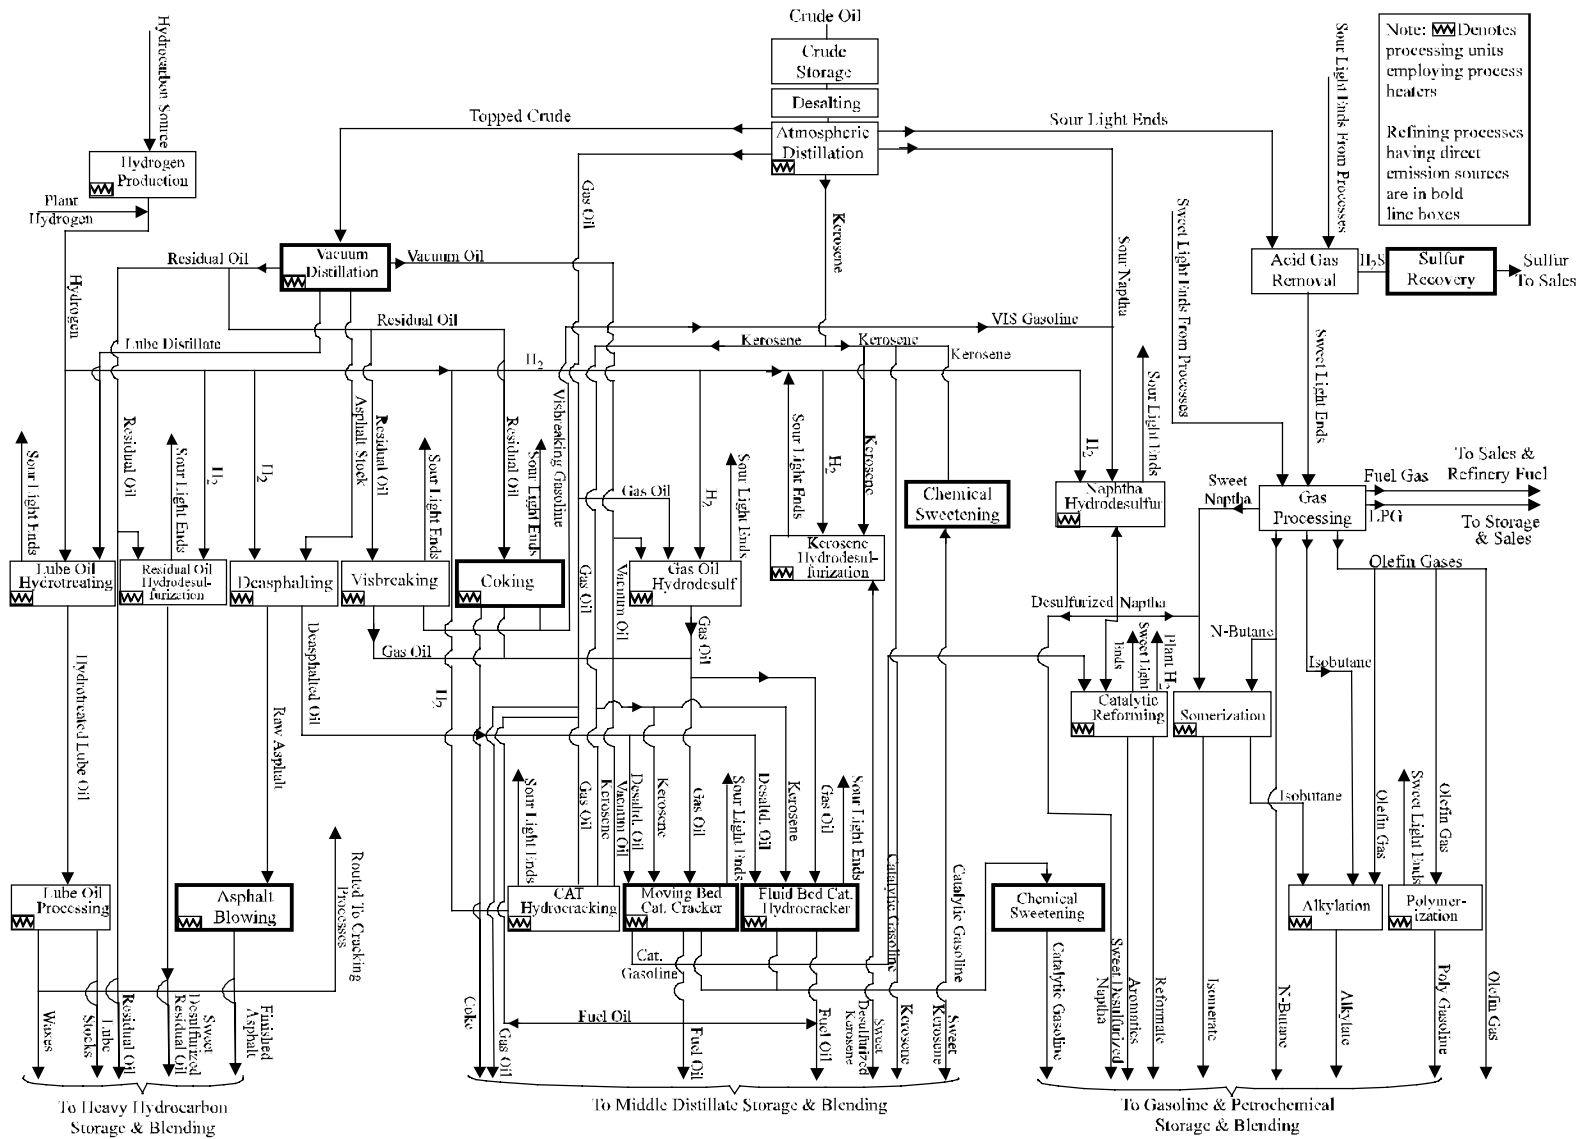 Crude Oil
Crude
Storage
Desalting
Atmospheric
Distillation
Note: Denotes
processing units
employing process
heaters
Refining processes
having direct
emission sources
are in bold
line boxes
Hydrocarbon Source
Hydrogen
Production
Plant
Hydrogen
Hydrogen
Topped Crude
Sour Light Ends
Sour Light Ends From Processes
Gas Oil
Kerosene
Sour Naptha
Sweet Light Ends From Processes
Residual Oil
Vacuum
Distillation
Vacuum Oil
Acid Gas
Removal
H2S
Sulfur
Recovery
Sulfur
To Sales
Residual Oil
Lube Distillate
VIS Gasoline
Kerosene
Kerosene
Kerosene
H2
Sweet Light Ends
Sour Light Ends
Residual Oil
Sour Light Ends
H2
H2
Asphalt Stock
Residual Oil
Sour Light Ends
Residual Oil
Sour Light Ends
Visbreaking Gasoline
Gas Oil
H2
Sour Light Ends
Sour Light Ends
H2
Kerosene
Chemical
Sweetening
H2
Sour Light Ends
Naphtha
Hydrodesulfur
Sweet
Naptha
Gas
Processing
Fuel Gas
LPG
To Sales &
Refinery Fuel
To Storage
& Sales
Lube Oil
Hydrotreating
Residual Oil
Hydrodesul-
furization
Deasphalting
Visbreaking
Coking
Gas Oil
Vacuum Oil
Gas Oil
Hydrodesulf
Kerosene
Hydrodesul-
furization
Olefin Gases
Desulfurized Naptha
N-Butane
Isobutane
Gas Oil
Gas Oil
Hydrotreated Lube Oil
Raw Asphalt
Deasphalted Oil
H2
Sweet Light
Ends
Plant H2
Catalytic
Reforming
Somerization
Sour Light Ends
Gas Oil
Kerosene
Vacuum Oil
Desaltd. Oil
Kerosene
Gas Oil
Sour Light Ends
Desaltd. Oil
Kerosene
Gas Oil
Sour Light Ends
Isobutane
Olefin Gas
Sweet Light Ends
Olefin Gas
Lube Oil
Processing
Asphalt
Blowing
Routed To Cracking
Processes
CAT
Hydrocracking
Moving Bed
Cat. Cracker
Fluid Bed Cat.
Hydrocracker
Catalytic Gasoline
Catalytic Gasoline
Chemical
Sweetening
Alkylation
Polymer-
ization
Cat.
Gasoline
Fuel Oil
Waxes
Lube
Stocks
Residual Oil
Sweet
Desulfurized
Residual Oil
Finished
Asphalt
Coke
Gas Oil
Fuel Oil
Fuel Oil
Sweet
Desulfurized
Kerosene
Kerosene
Sweet
Kerosene
Catalytic Gasoline
Sweet Desulfurized
Naptha
Aromatics
Reformate
Isomerate
N-Butane
Alkylate
Poly Gasoline
Olefin Gas
To Heavy Hydrocarbon
Storage & Blending
To Middle Distillate Storage & Blending
To Gasoline & Petrochemical
Storage & Blending